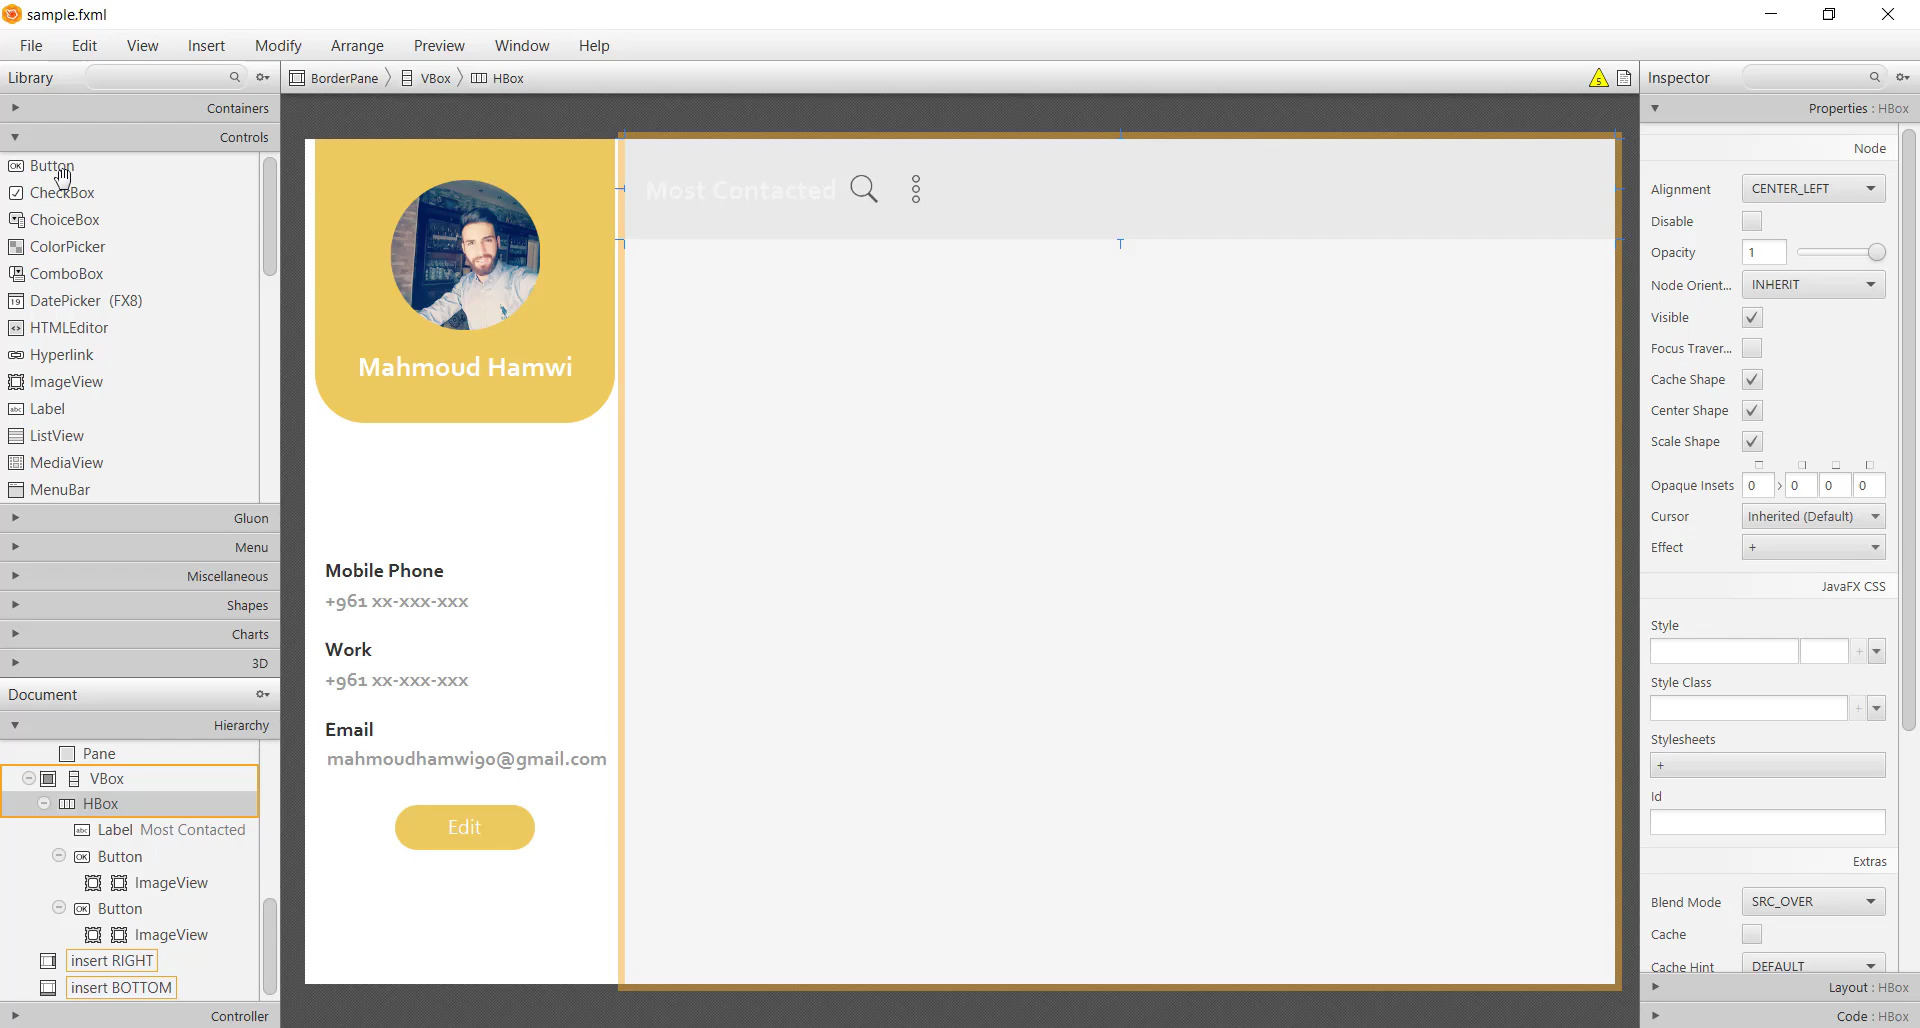 sample.fxml
File Edit View Insert Modify Arrange Preview Window Help
Library
BorderPane VBox HBox
5
Inspector
Containers
Controls
Button
CheckBox
ChoiceBox
ColorPicker
ComboBox
DatePicker (FX8)
HTMLEditor
Hyperlink
ImageView
Label
ListView
MediaView
MenuBar
Gluon
Menu
Miscellaneous
Shapes
Charts
3D
Document
Hierarchy
Pane
VBox
HBox
Label Most Contacted
Button
ImageView
Button
ImageView
insert RIGHT
insert BOTTOM
Controller
Mahmoud Hamwi
Mobile Phone
+961 xx-xxx-xxx
Work
+961 xx-xxx-xxx
Email
mahmoudhamwi90@gmail.com
Edit
Most Contacted
Properties : HBox
Node
Alignment CENTER_LEFT
Disable
Opacity 1
Node Orient... INHERIT
Visible
Focus Traver...
Cache Shape
Center Shape
Scale Shape
Opaque Insets 0 > 0 0 0
Cursor Inherited (Default)
Effect +
JavaFX CSS
Style
+
Style Class
+
Stylesheets
+
Id
Extras
Blend Mode SRC_OVER
Cache
Cache Hint DEFAULT
Layout : HBox
Code : HBox